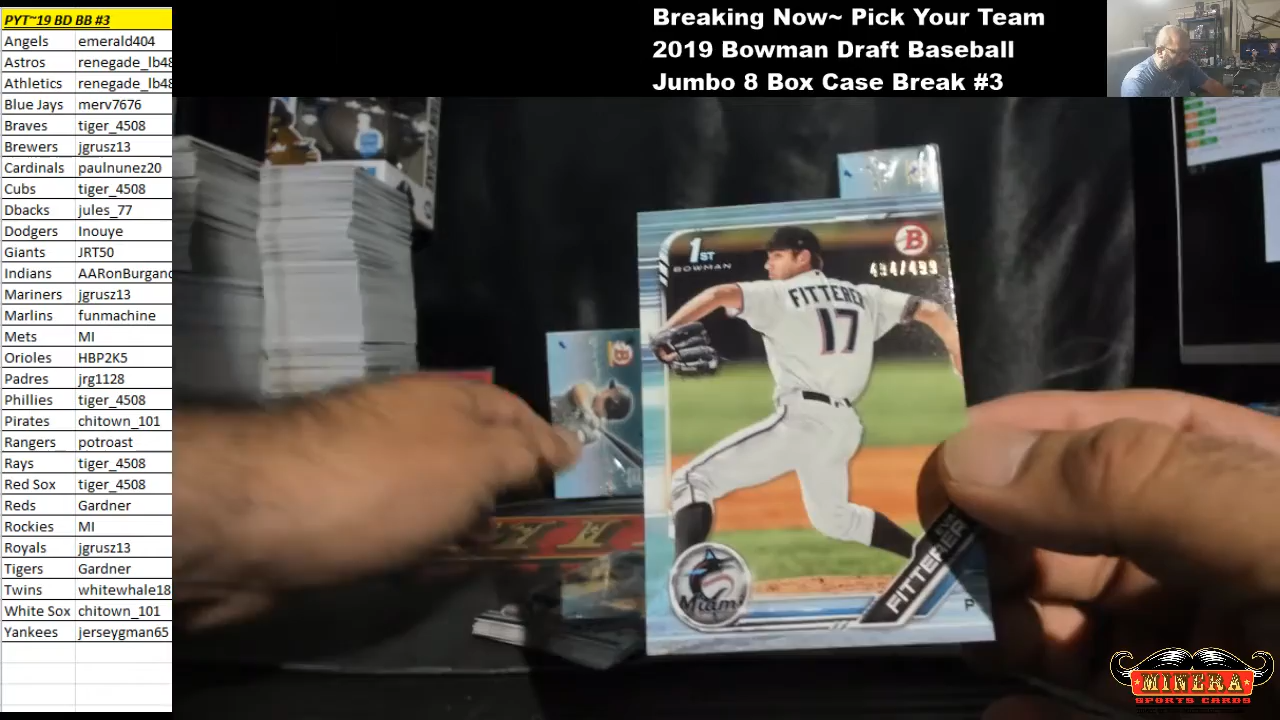 PYT~19 BD BB #3
Angels emerald404
Astros renegade_lb48
Athletics renegade_lb48
Blue Jays merv7676
Braves tiger_4508
Brewers jgrusz13
Cardinals paulnunez20
Cubs tiger_4508
Dbacks jules_77
Dodgers Inouye
Giants JRT50
Indians AARonBurganc
Mariners jgrusz13
Marlins funmachine
Mets MI
Orioles HBP2K5
Padres jrg1128
Phillies tiger_4508
Pirates chitown_101
Rangers potroast
Rays tiger_4508
Red Sox tiger_4508
Reds Gardner
Rockies MI
Royals jgrusz13
Tigers Gardner
Twins whitewhale18
White Sox chitown_101
Yankees jerseygman65
Breaking Now~ Pick Your Team
2019 Bowman Draft Baseball
Jumbo 8 Box Case Break #3
1ST
BOWMAN
B
494/499
FITTERER
17
Miami
FITTERER
P
MINERA
SPORTS CARDS